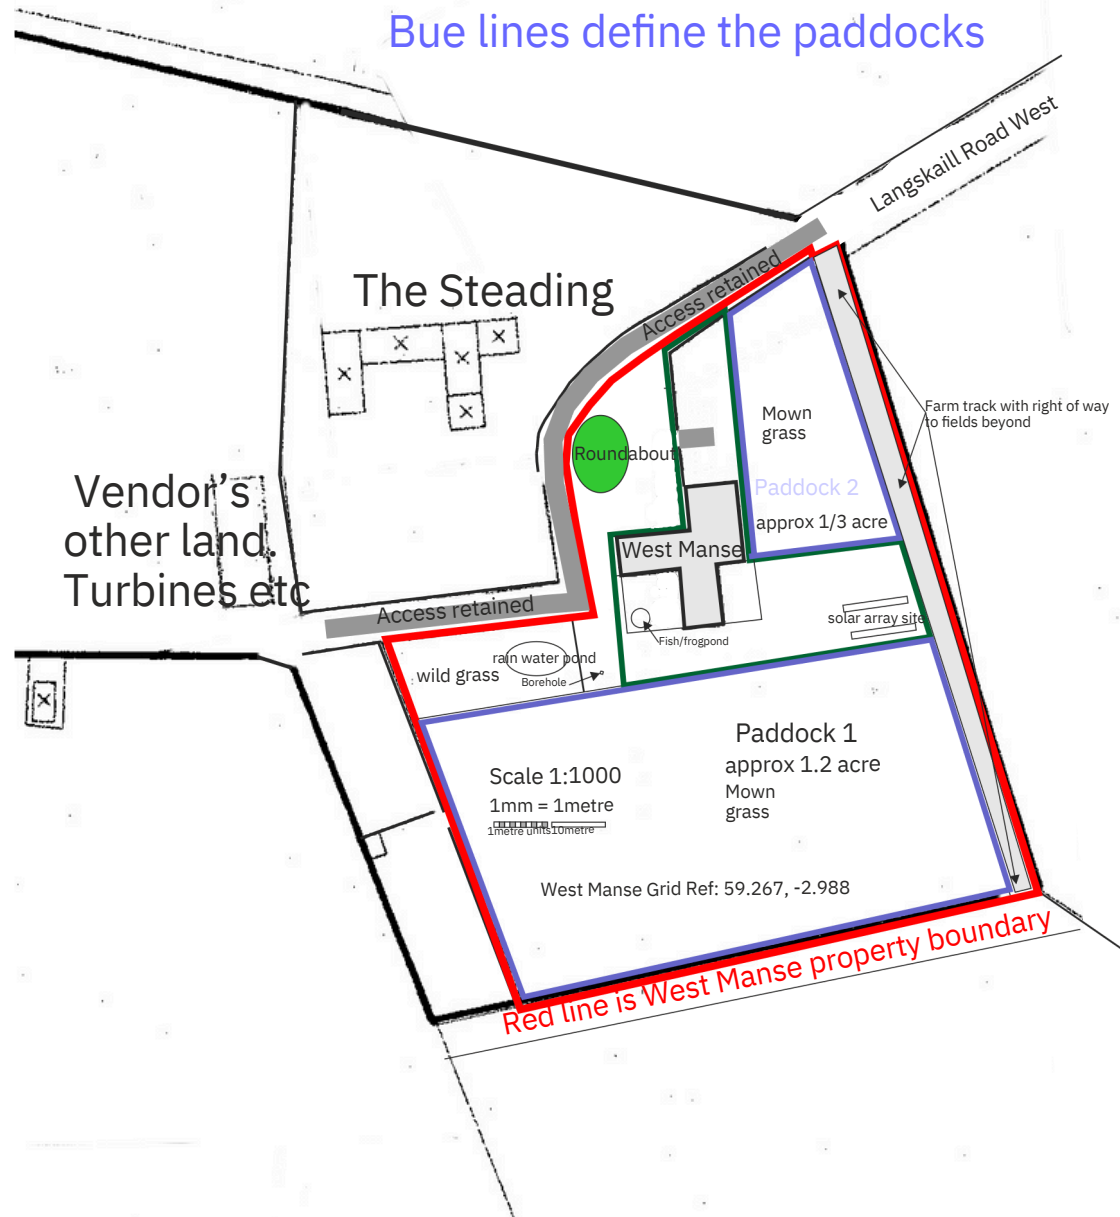 Bue lines define the paddocks
Langskaill Road West
The Steading
Access retained
Mown
grass
Farm track with right of way
to fields beyond
Roundabout
Vendor's
other land.
Turbines etc
Paddock 2
approx 1/3 acre
West Manse
Access retained
solar array site
Fish/frogpond
rain water pond
wild grass
Borehole
Paddock 1
approx 1.2 acre
Mown
grass
Scale 1:1000
1mm = 1metre
1metre units
10metre
West Manse Grid Ref: 59.267, -2.988
Red line is West Manse property boundary